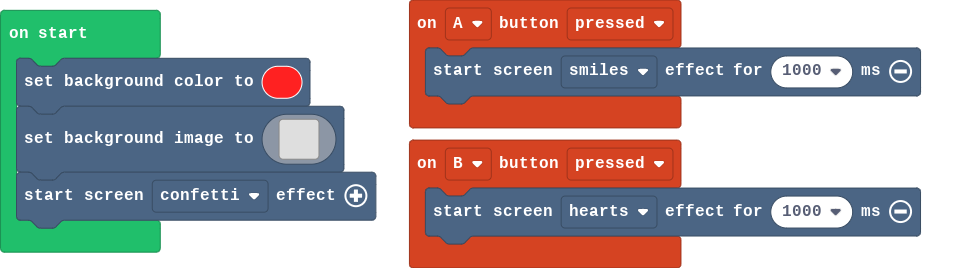 on start
set background color to
set background image to
start screen confetti effect
on A button pressed
start screen smiles effect for 1000 ms
on B button pressed
start screen hearts effect for 1000 ms